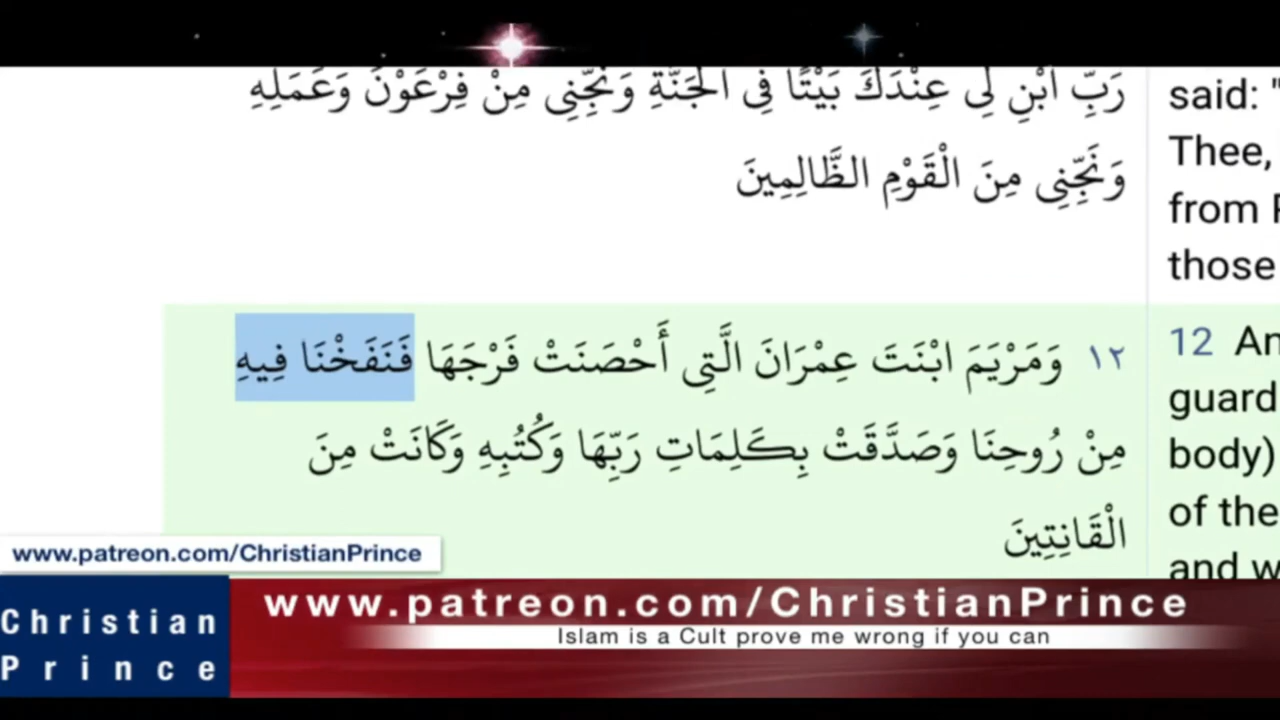 رَبِّ ابْنِ لِى عِنْدَكَ بَيْتًا فِى الْجَنَّةِ وَنَجِّنِى مِنْ فِرْعَوْنَ وَعَمَلِهِ
وَنَجِّنِى مِنَ الْقَوْمِ الظَّالِمِينَ
said: "
Thee,
from
those
١٢ وَمَرْيَمَ ابْنَتَ عِمْرَانَ الَّتِى أَحْصَنَتْ فَرْجَهَا فَنَفَخْنَا فِيهِ
مِنْ رُوحِنَا وَصَدَّقَتْ بِكَلِمَاتِ رَبِّهَا وَكُتُبِهِ وَكَانَتْ مِنَ
الْقَانِتِينَ
12 An
guard
body)
of the
and w
www.patreon.com/ChristianPrince
Christian
Prince
www.patreon.com/ChristianPrince
Islam is a Cult prove me wrong if you can